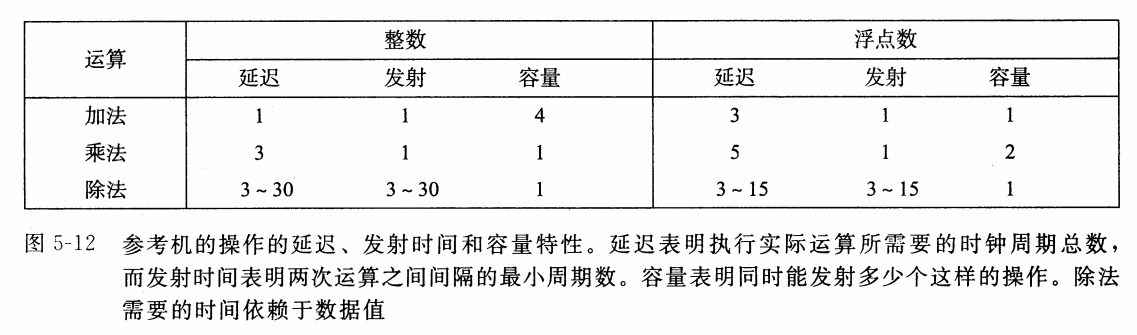 运算 整数 浮点数
延迟 发射 容量 延迟 发射 容量
加法 1 1 4 3 1 1
乘法 3 1 1 5 1 2
除法 3~30 3~30 1 3~15 3~15 1
图 5-12 参考机的操作的延迟、发射时间和容量特性。延迟表明执行实际运算所需要的时钟周期总数，
而发射时间表明两次运算之间间隔的最小周期数。容量表明同时能发射多少个这样的操作。除法
需要的时间依赖于数据值